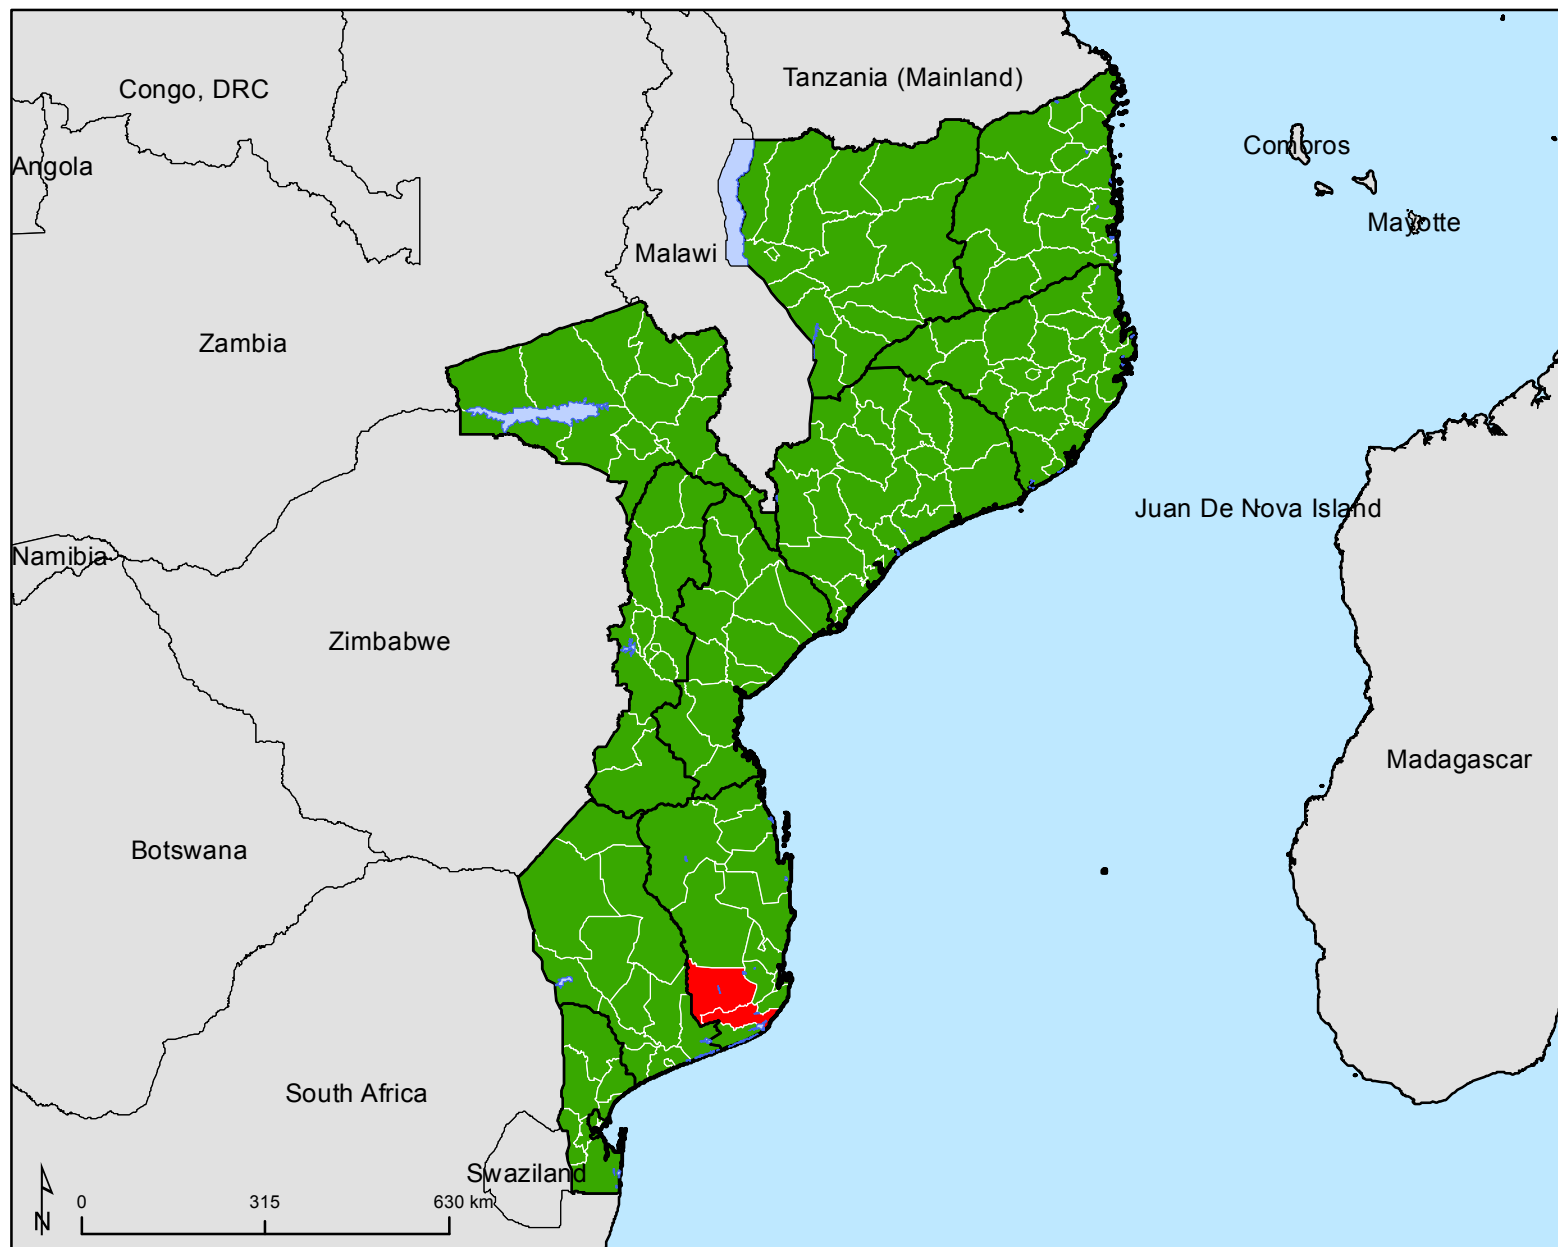 Tanzania (Mainland)
Congo, DRC
Comoros
Angola
Mayotte
Malawi
Zambia
Juan De Nova Island
Namibia
Zimbabwe
Madagascar
Botswana
South Africa
Swaziland
0 315 630 km
N